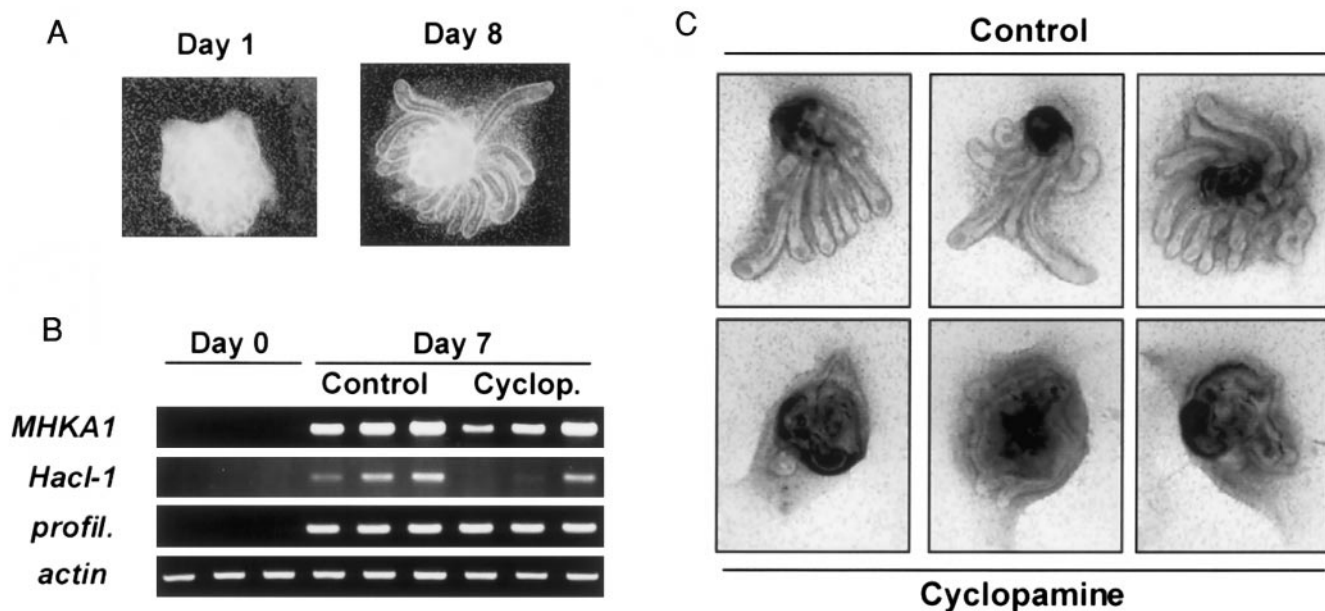 A
Day 1
Day 8
B
Day 0
Day 7
Control
Cyclop.
MHKA1
Hacl-1
profil.
actin
C
Control
Cyclopamine